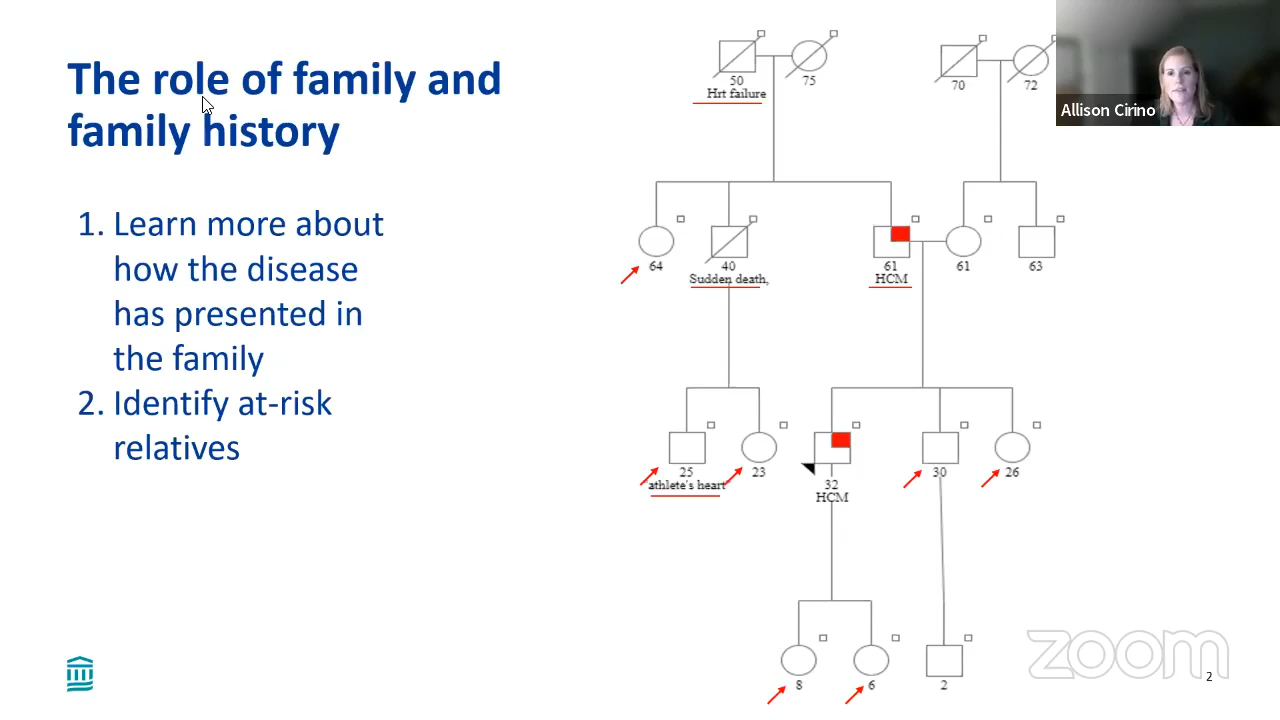 The role of family and
family history
1. Learn more about
how the disease
has presented in
the family
2. Identify at-risk
relatives
50
Hrt failure
75
70
72
Allison Cirino
64
40
Sudden death,
61
HCM
61
63
25
athlete's heart
23
32
HCM
30
26
8
6
2
zoom
2